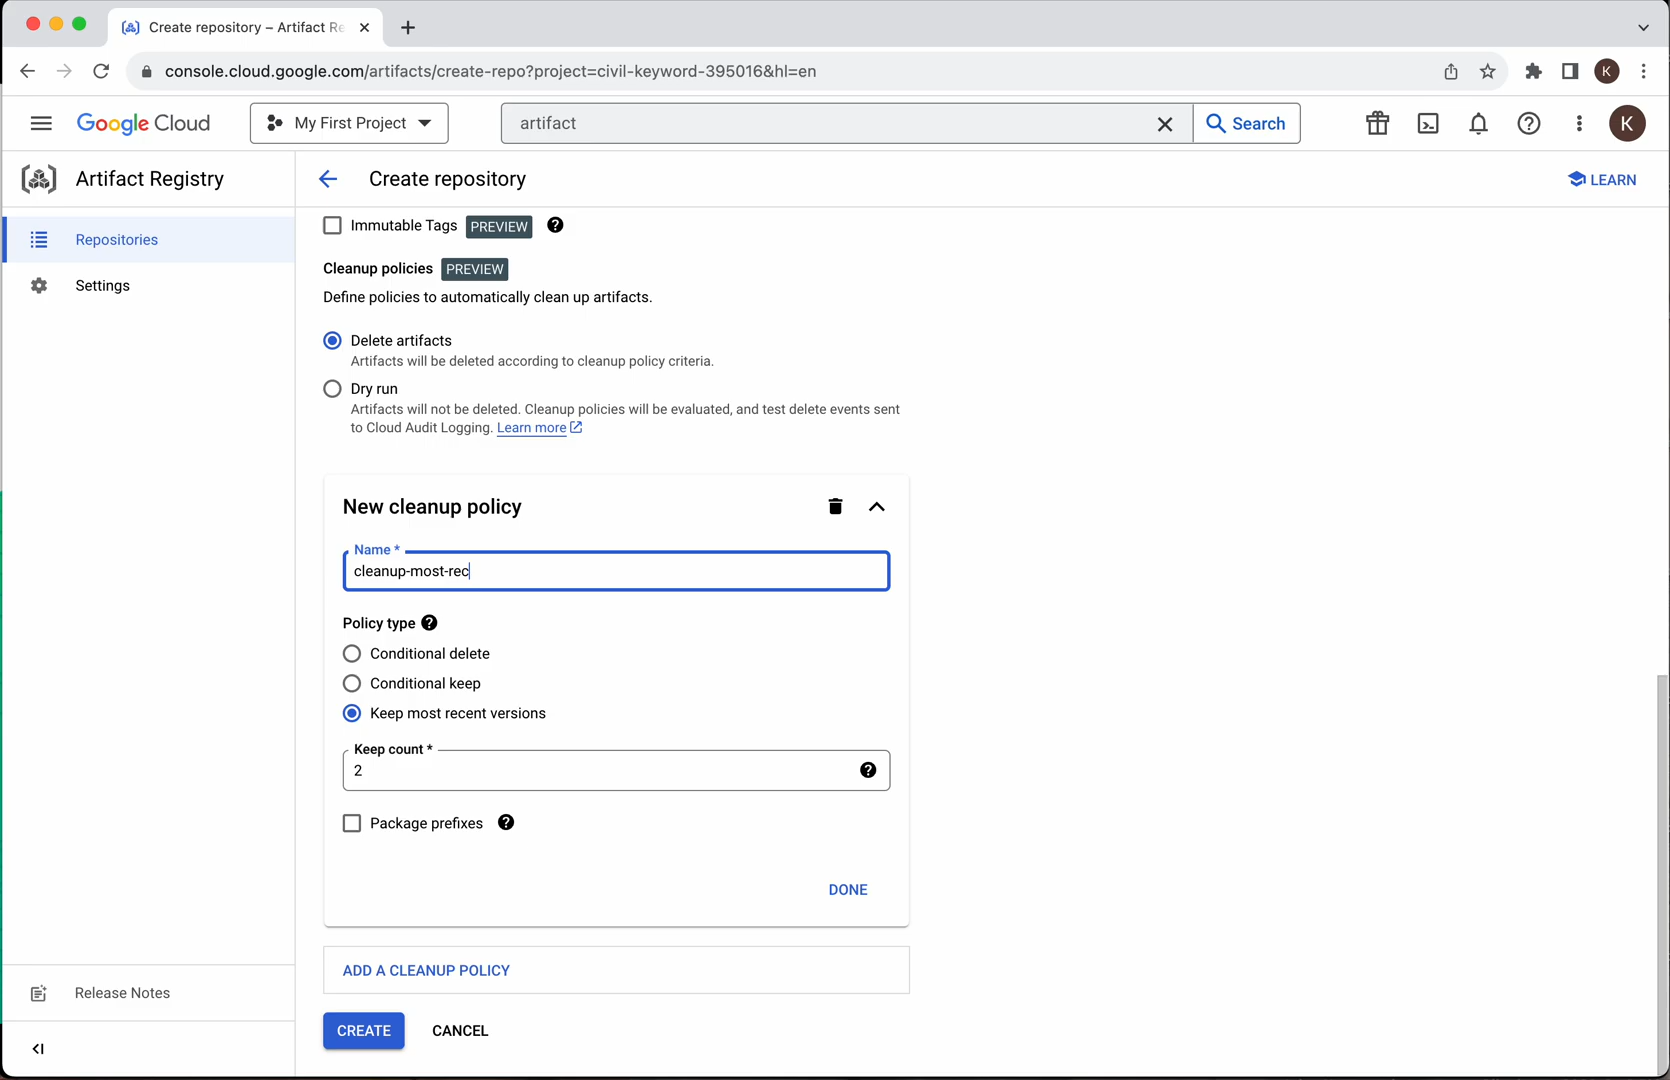 Create repository – Artifact Re
console.cloud.google.com/artifacts/create-repo?project=civil-keyword-395016&hl=en
K
Google Cloud
My First Project
artifact
Search
K
Artifact Registry
Create repository
LEARN
Repositories
Settings
Immutable Tags PREVIEW
Cleanup policies PREVIEW
Define policies to automatically clean up artifacts.
Delete artifacts
Artifacts will be deleted according to cleanup policy criteria.
Dry run
Artifacts will not be deleted. Cleanup policies will be evaluated, and test delete events sent
to Cloud Audit Logging. Learn more
New cleanup policy
Name *
cleanup-most-rec
Policy type
Conditional delete
Conditional keep
Keep most recent versions
Keep count *
2
Package prefixes
DONE
ADD A CLEANUP POLICY
Release Notes
CREATE
CANCEL